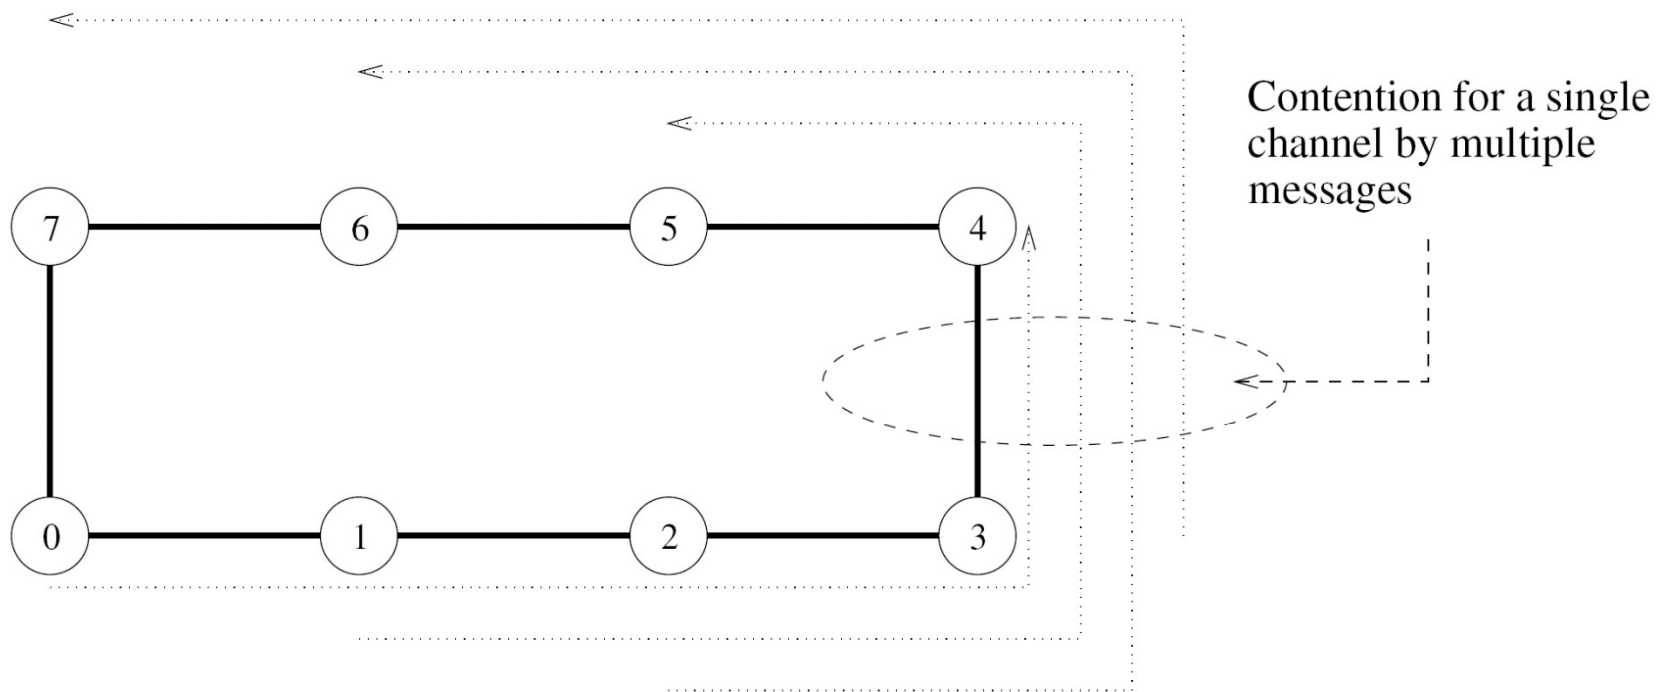 Contention for a single
channel by multiple
messages
7 6 5 4
0 1 2 3